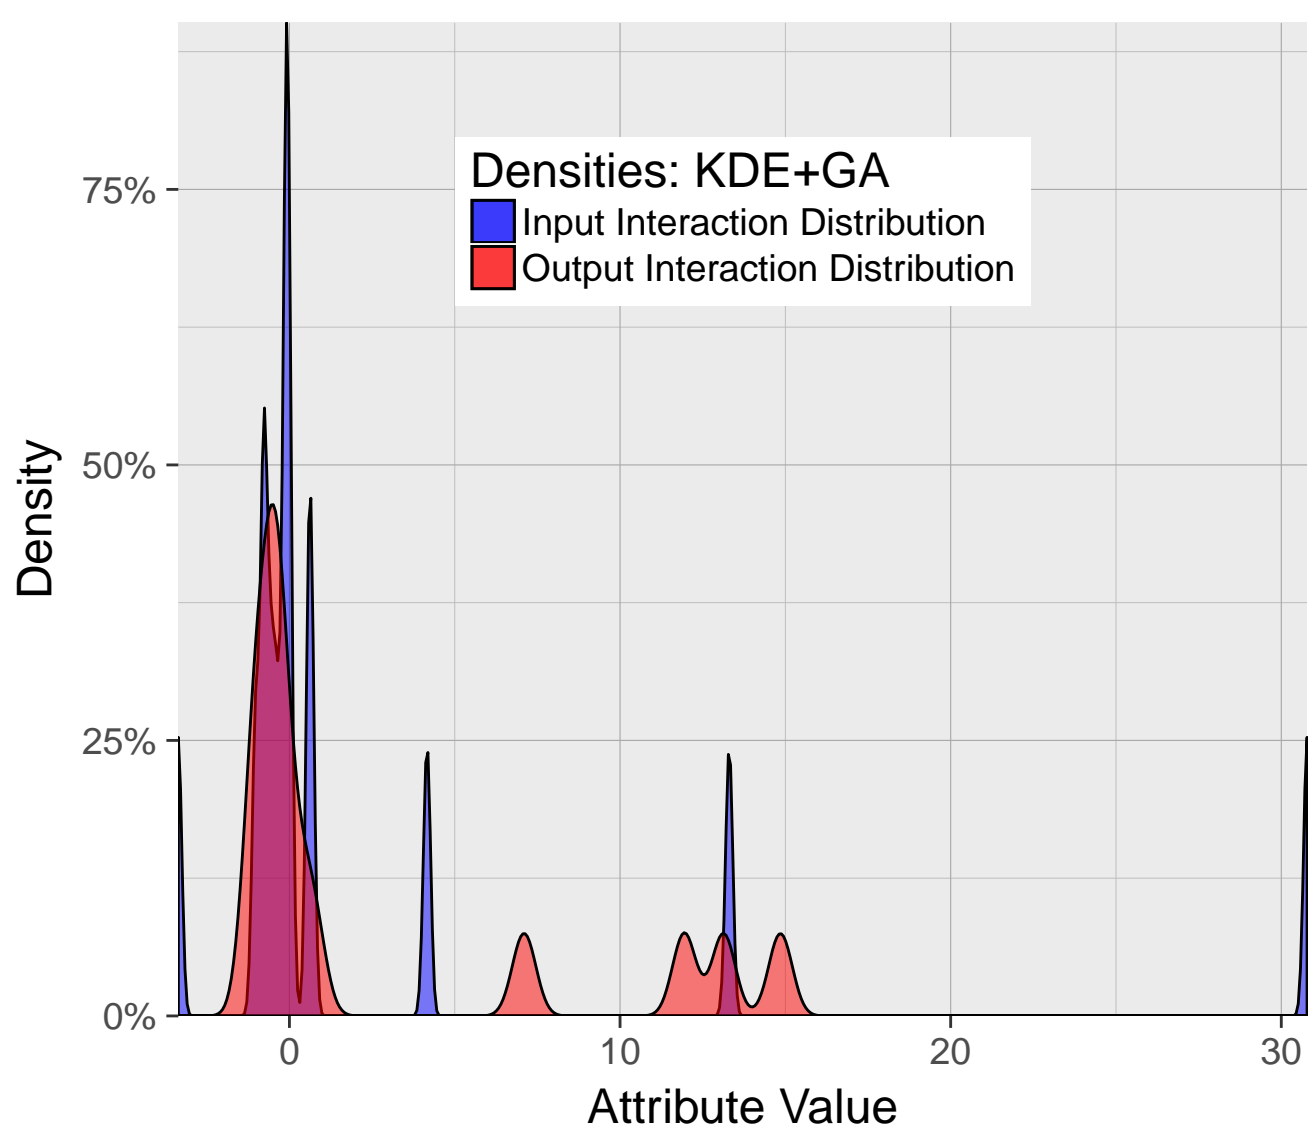 Densities: KDE+GA
Input Interaction Distribution
Output Interaction Distribution
Density
75%
50%
25%
0%
0 10 20 30
Attribute Value